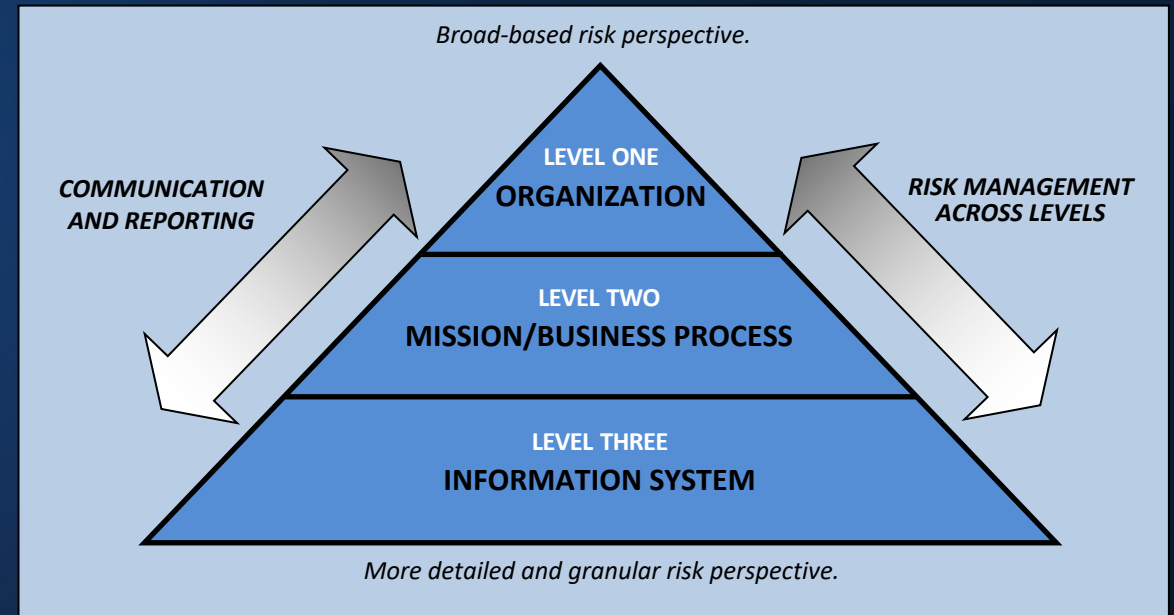 Broad-based risk perspective.
COMMUNICATION
AND REPORTING
LEVEL ONE
ORGANIZATION
RISK MANAGEMENT
ACROSS LEVELS
LEVEL TWO
MISSION/BUSINESS PROCESS
LEVEL THREE
INFORMATION SYSTEM
More detailed and granular risk perspective.